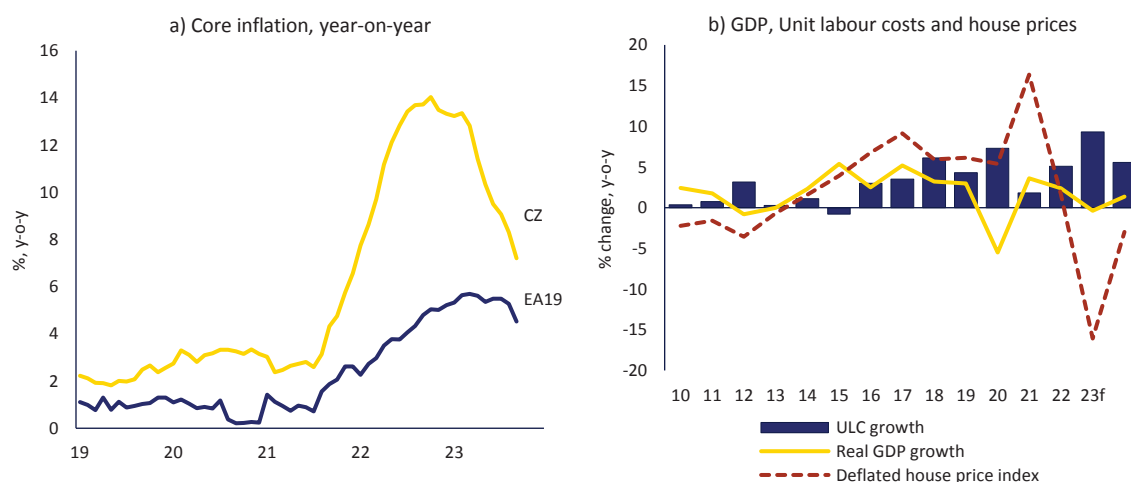 a) Core inflation, year-on-year
16
14
12
10
8
6
4
2
0
%, y-o-y
CZ
EA19
19 20 21 22 23
b) GDP, Unit labour costs and house prices
20
15
10
5
0
-5
-10
-15
-20
% change, y-o-y
10 11 12 13 14 15 16 17 18 19 20 21 22 23f
ULC growth
Real GDP growth
Deflated house price index